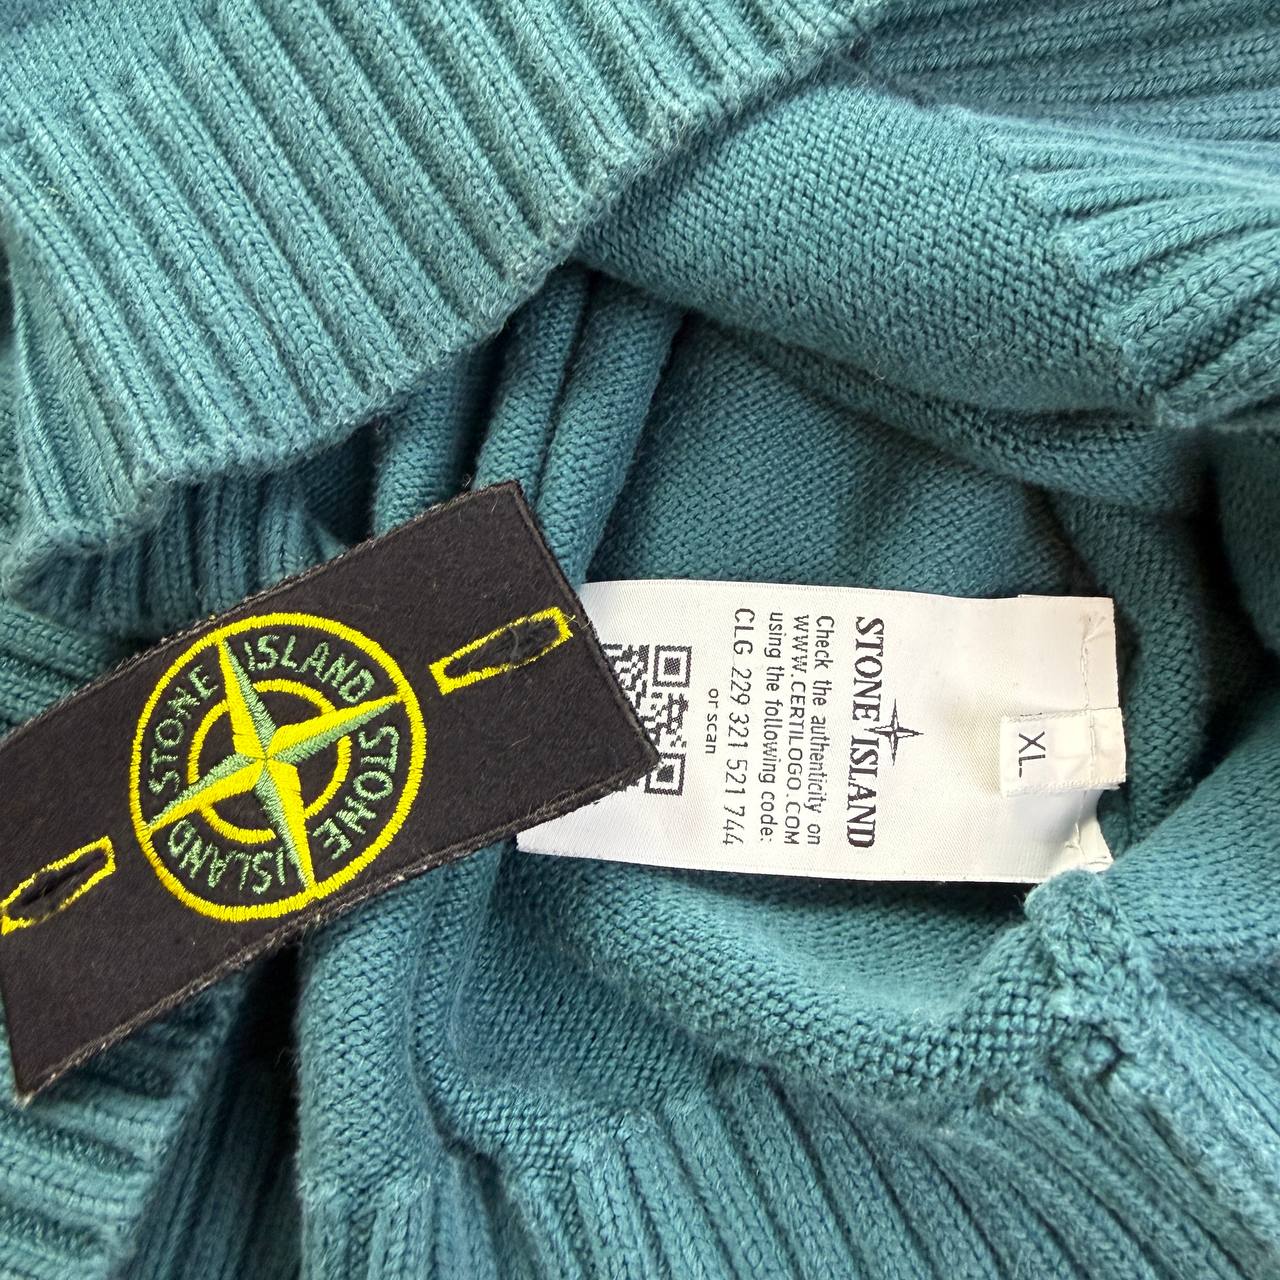 STONE ISLAND
STONE ISLAND
STONE ISLAND
Check the authenticity on
WWW.CERTILOGO.COM
using the following code:
CLG 229 321 521 744
or scan
XL